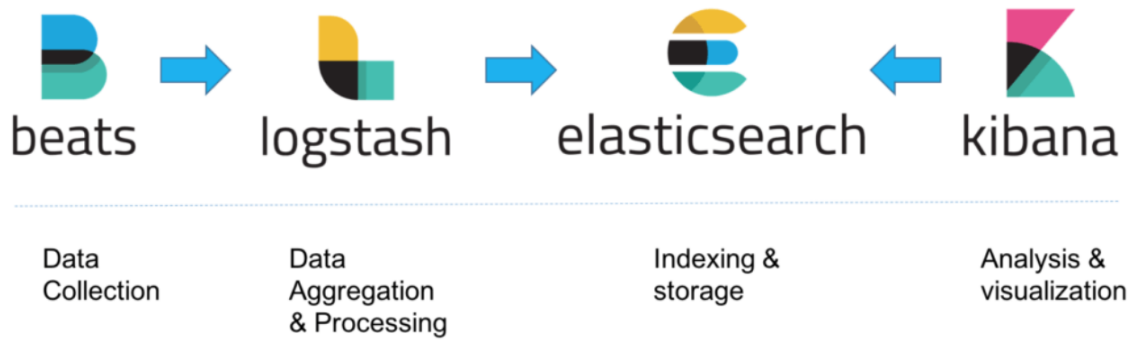 beats
logstash
elasticsearch
kibana
Data
Collection
Data
Aggregation
& Processing
Indexing &
storage
Analysis &
visualization